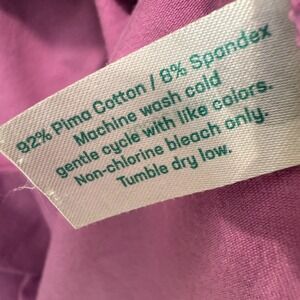 92% Pima Cotton / 8% Spandex
Machine wash cold
gentle cycle with like colors.
Non-chlorine bleach only.
Tumble dry low.